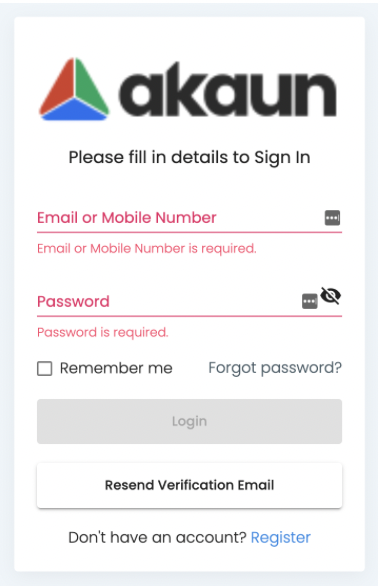 akaun
Please fill in details to Sign In
Email or Mobile Number
Email or Mobile Number is required.
Password
Password is required.
Remember me Forgot password?
Login
Resend Verification Email
Don't have an account? Register